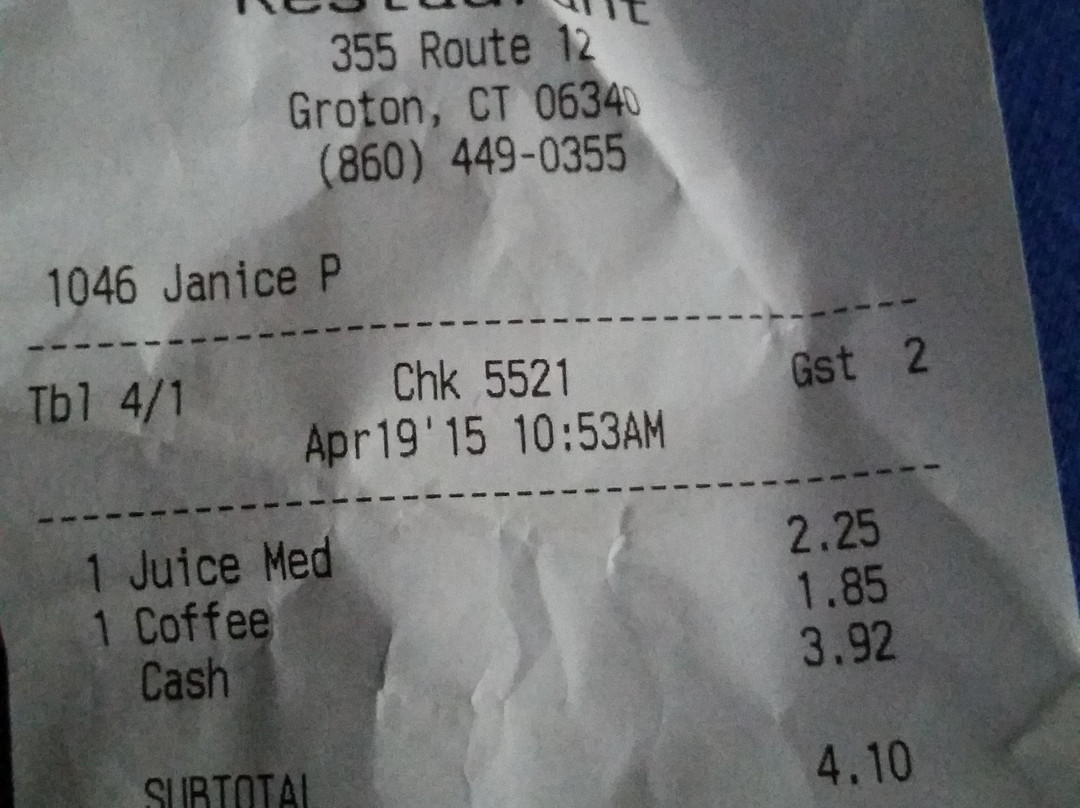 Restaurant
355 Route 12
Groton, CT 06340
(860) 449-0355
1046 Janice P
Tbl 4/1 Chk 5521 Gst 2
Apr19'15 10:53AM
1 Juice Med 2.25
1 Coffee 1.85
Cash 3.92
SUBTOTAL 4.10